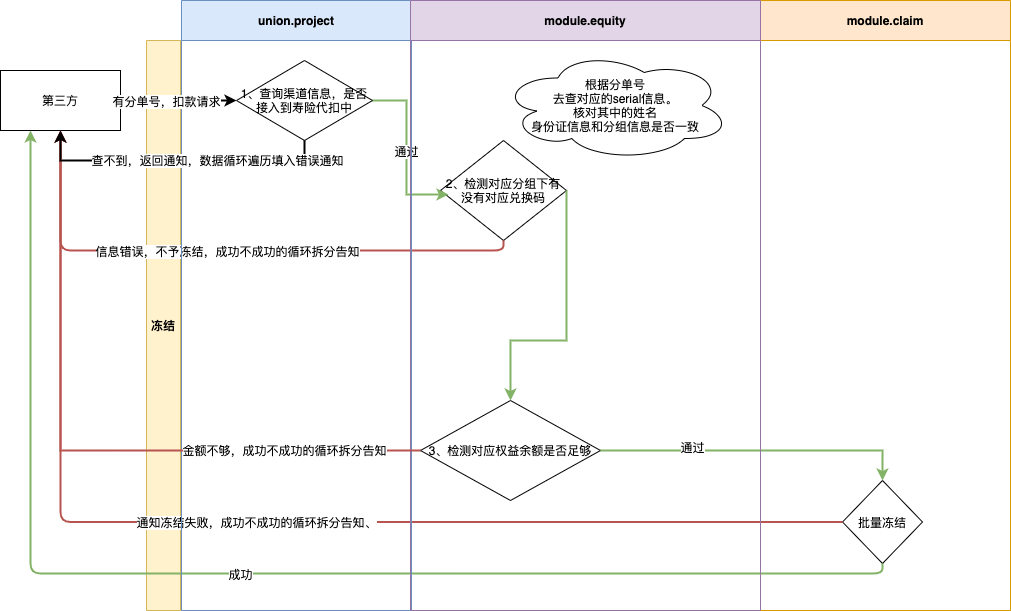 union.project
module.equity
module.claim
第三方
有分单号，扣款请求
1、查询渠道信息，是否
接入到寿险代扣中
根据分单号
去查对应的serial信息。
核对其中的姓名
身份证信息和分组信息是否一致
通过
查不到，返回通知，数据循环遍历填入错误通知
2、检测对应分组下有
没有对应兑换码
信息错误，不予冻结，成功不成功的循环拆分告知
冻结
金额不够，成功不成功的循环拆分告知
3、检测对应权益余额是否足够
通过
通知冻结失败，成功不成功的循环拆分告知、
批量冻结
成功